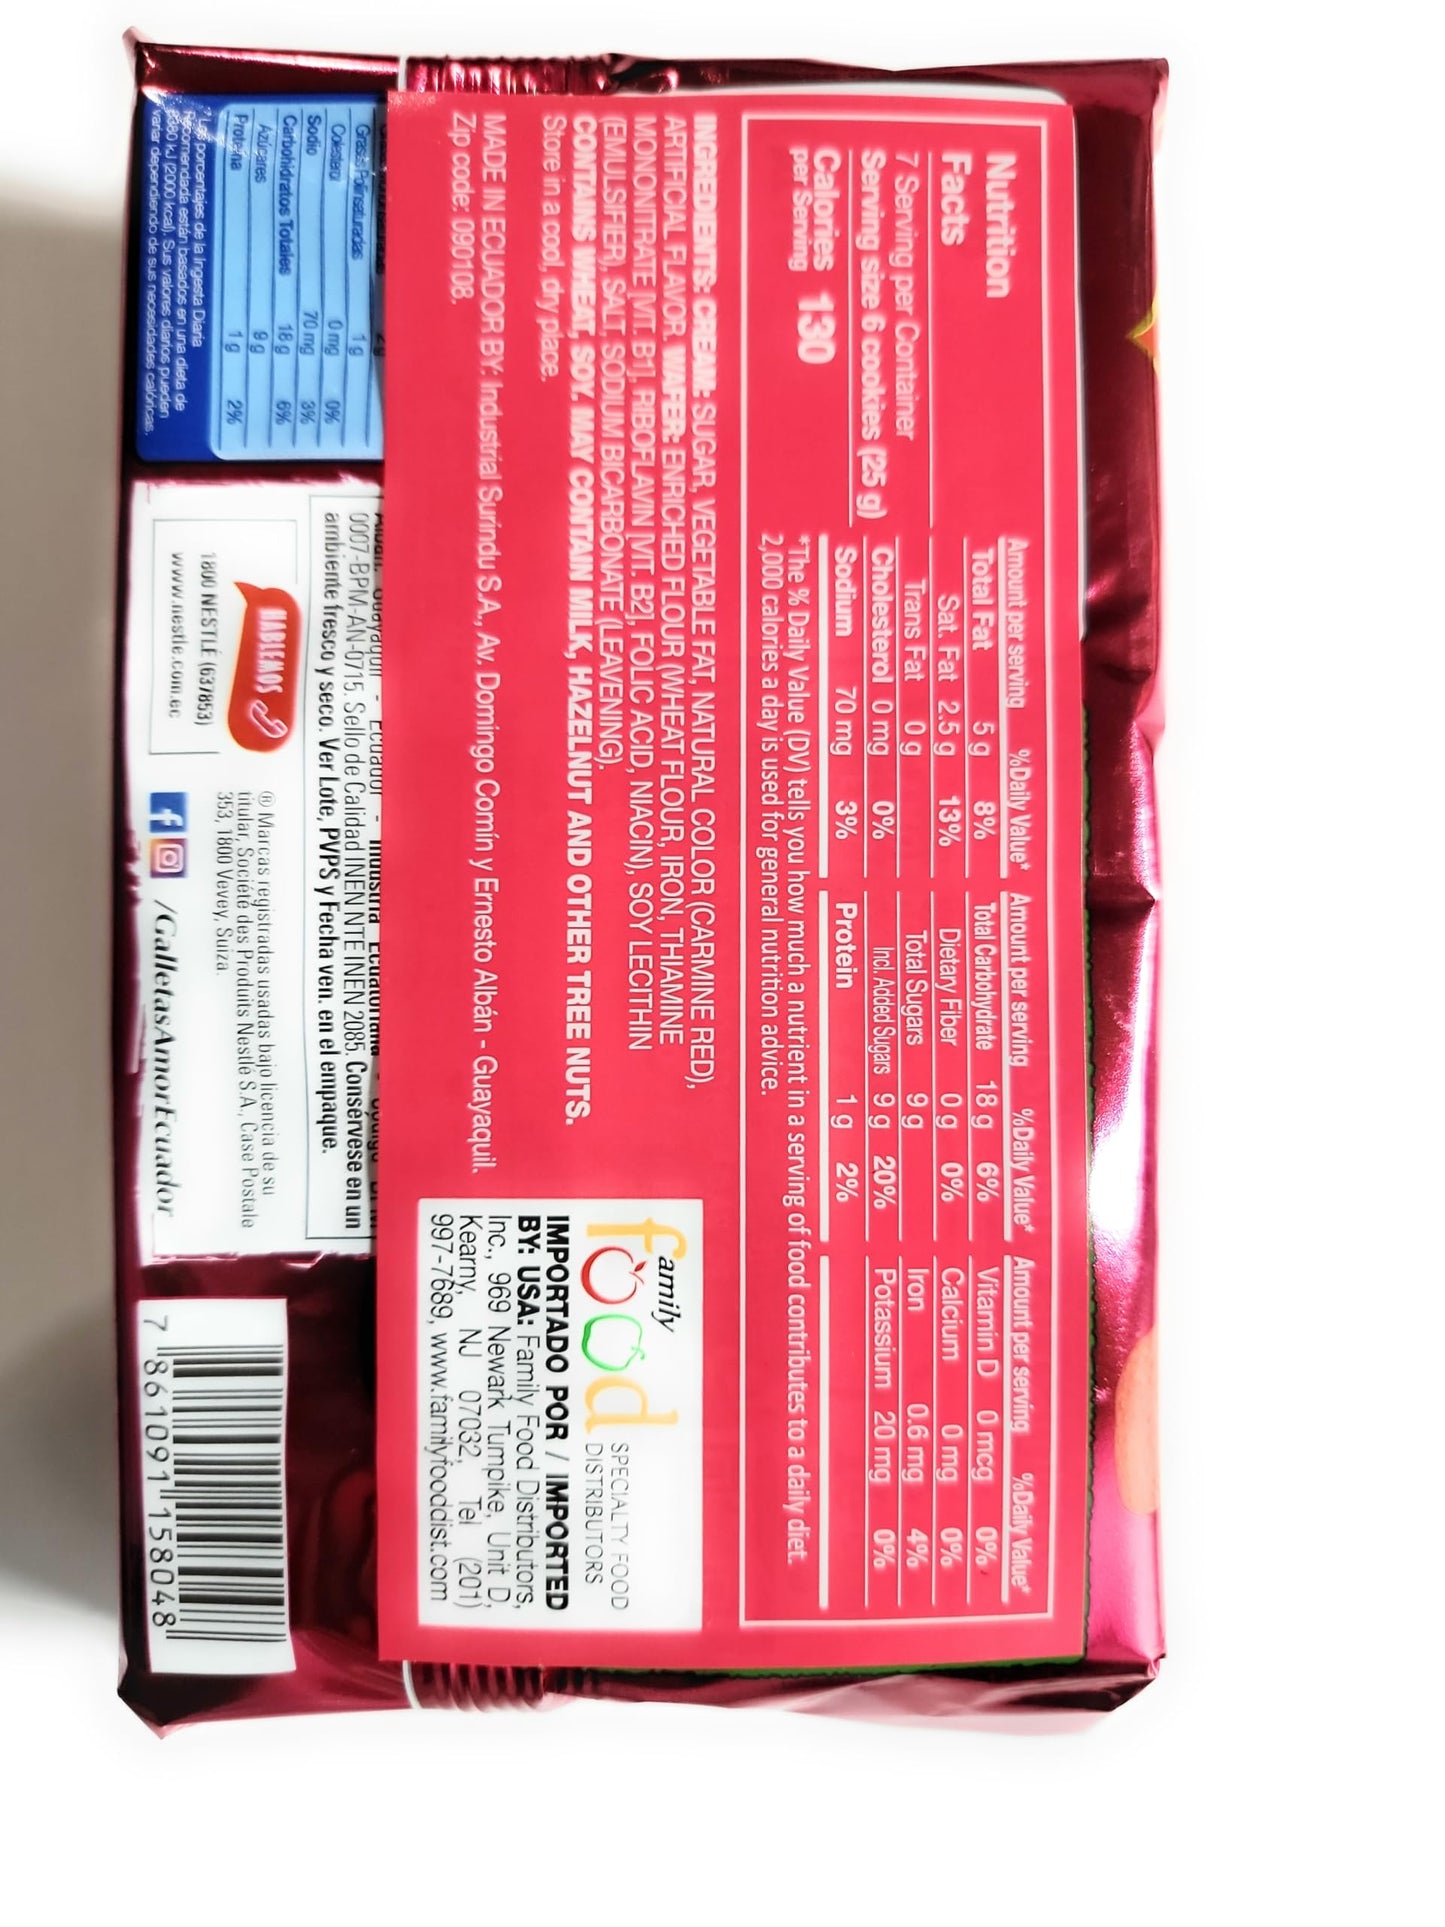 Nutrition
Facts
7 Serving per Container
Serving size 6 cookies (25 g)
Calories 130
per Serving
Amount per serving %Daily Value*
Total Fat 5 g 8%
Sat. Fat 2.5 g 13%
Trans Fat 0 g
Cholesterol 0 mg 0%
Sodium 70 mg 3%
Amount per serving %Daily Value*
Total Carbohydrate 18 g 6%
Dietary Fiber 0 g 0%
Total Sugars 9 g
Incl. Added Sugars 9 g 20%
Protein 1 g 2%
Amount per serving %Daily Value*
Vitamin D 0 mcg 0%
Calcium 0 mg 0%
Iron 0.6 mg 4%
Potassium 20 mg 0%
*The % Daily Value (DV) tells you how much a nutrient in a serving of food contributes to a daily diet.
2,000 calories a day is used for general nutrition advice.
INGREDIENTS: CREAM: SUGAR, VEGETABLE FAT, NATURAL COLOR (CARMINE RED),
ARTIFICIAL FLAVOR. WAFER: ENRICHED FLOUR (WHEAT FLOUR, IRON, THIAMINE
MONONITRATE [VIT. B1], RIBOFLAVIN [VIT. B2], FOLIC ACID, NIACIN), SOY LECITHIN
(EMULSIFIER), SALT, SODIUM BICARBONATE (LEAVENING).
CONTAINS WHEAT, SOY. MAY CONTAIN MILK, HAZELNUT AND OTHER TREE NUTS.
Store in a cool, dry place.
MADE IN ECUADOR BY: Industrial Surindu S.A., Av. Domingo Comín y Ernesto Albán - Guayaquil.
Zip code: 090108.
family
food
SPECIALTY FOOD
DISTRIBUTORS
IMPORTADO POR / IMPORTED
BY: USA: Family Food Distributors,
Inc., 969 Newark Turnpike, Unit D,
Kearny, NJ 07032, Tel (201)
997-7689, www.familyfooddist.com
Grasas Poliinsaturadas 1 g
Colesterol 0 mg 0%
Sodio 70 mg 3%
Carbohidratos Totales 18 g 6%
Azúcares 9 g
Proteína 1 g 2%
* Los porcentajes de la Ingesta Diaria
Recomendada están basados en una dieta de
8380 kJ (2000 kcal). Sus valores diarios pueden
variar dependiendo de sus necesidades calóricas.
Guayaquil - Ecuador - Industria Ecuatoriana
0007-BPM-AN-0715. Sello de Calidad INEN NTE INEN 2085. Consérvese en un
ambiente fresco y seco. Ver Lote, PVPS y Fecha ven. en el empaque.
HABLEMOS
1800 NESTLÉ (637853)
www.nestle.com.ec
® Marcas registradas usadas bajo licencia de su
titular, Société des Produits Nestlé S.A., Case Postale
353, 1800 Vevey, Suiza.
f /GalletasAmorEcuador
7 861091 158048